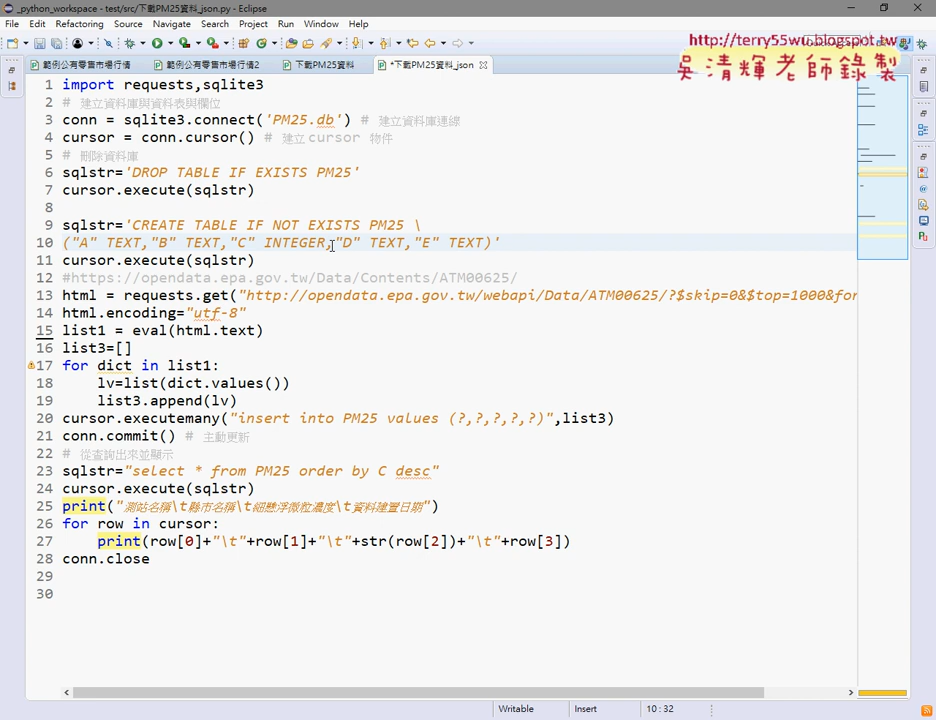 _python_workspace - test/src/下載PM25資料_json.py - Eclipse
File Edit Refactoring Source Navigate Search Project Run Window Help
http://terry55wu.blogspot.tw
吳清輝老師錄製
範例公有零售市場行情 範例公有零售市場行情2 下載PM25資料 *下載PM25資料_json
1 import requests,sqlite3
2 # 建立資料庫與資料表與欄位
3 conn = sqlite3.connect('PM25.db') # 建立資料庫連線
4 cursor = conn.cursor() # 建立 cursor 物件
5 # 刪除資料庫
6 sqlstr='DROP TABLE IF EXISTS PM25'
7 cursor.execute(sqlstr)
8
9 sqlstr='CREATE TABLE IF NOT EXISTS PM25 \
10 ("A" TEXT,"B" TEXT,"C" INTEGER,"D" TEXT,"E" TEXT)'
11 cursor.execute(sqlstr)
12 #https://opendata.epa.gov.tw/Data/Contents/ATM00625/
13 html = requests.get("http://opendata.epa.gov.tw/webapi/Data/ATM00625/?$skip=0&$top=1000&for
14 html.encoding="utf-8"
15 list1 = eval(html.text)
16 list3=[]
17 for dict in list1:
18 lv=list(dict.values())
19 list3.append(lv)
20 cursor.executemany("insert into PM25 values (?,?,?,?,?)",list3)
21 conn.commit() # 主動更新
22 # 從查詢出來並顯示
23 sqlstr="select * from PM25 order by C desc"
24 cursor.execute(sqlstr)
25 print("測站名稱\t縣市名稱\t細懸浮微粒濃度\t資料建置日期")
26 for row in cursor:
27 print(row[0]+"\t"+row[1]+"\t"+str(row[2])+"\t"+row[3])
28 conn.close
29
30
Writable Insert 10 : 32